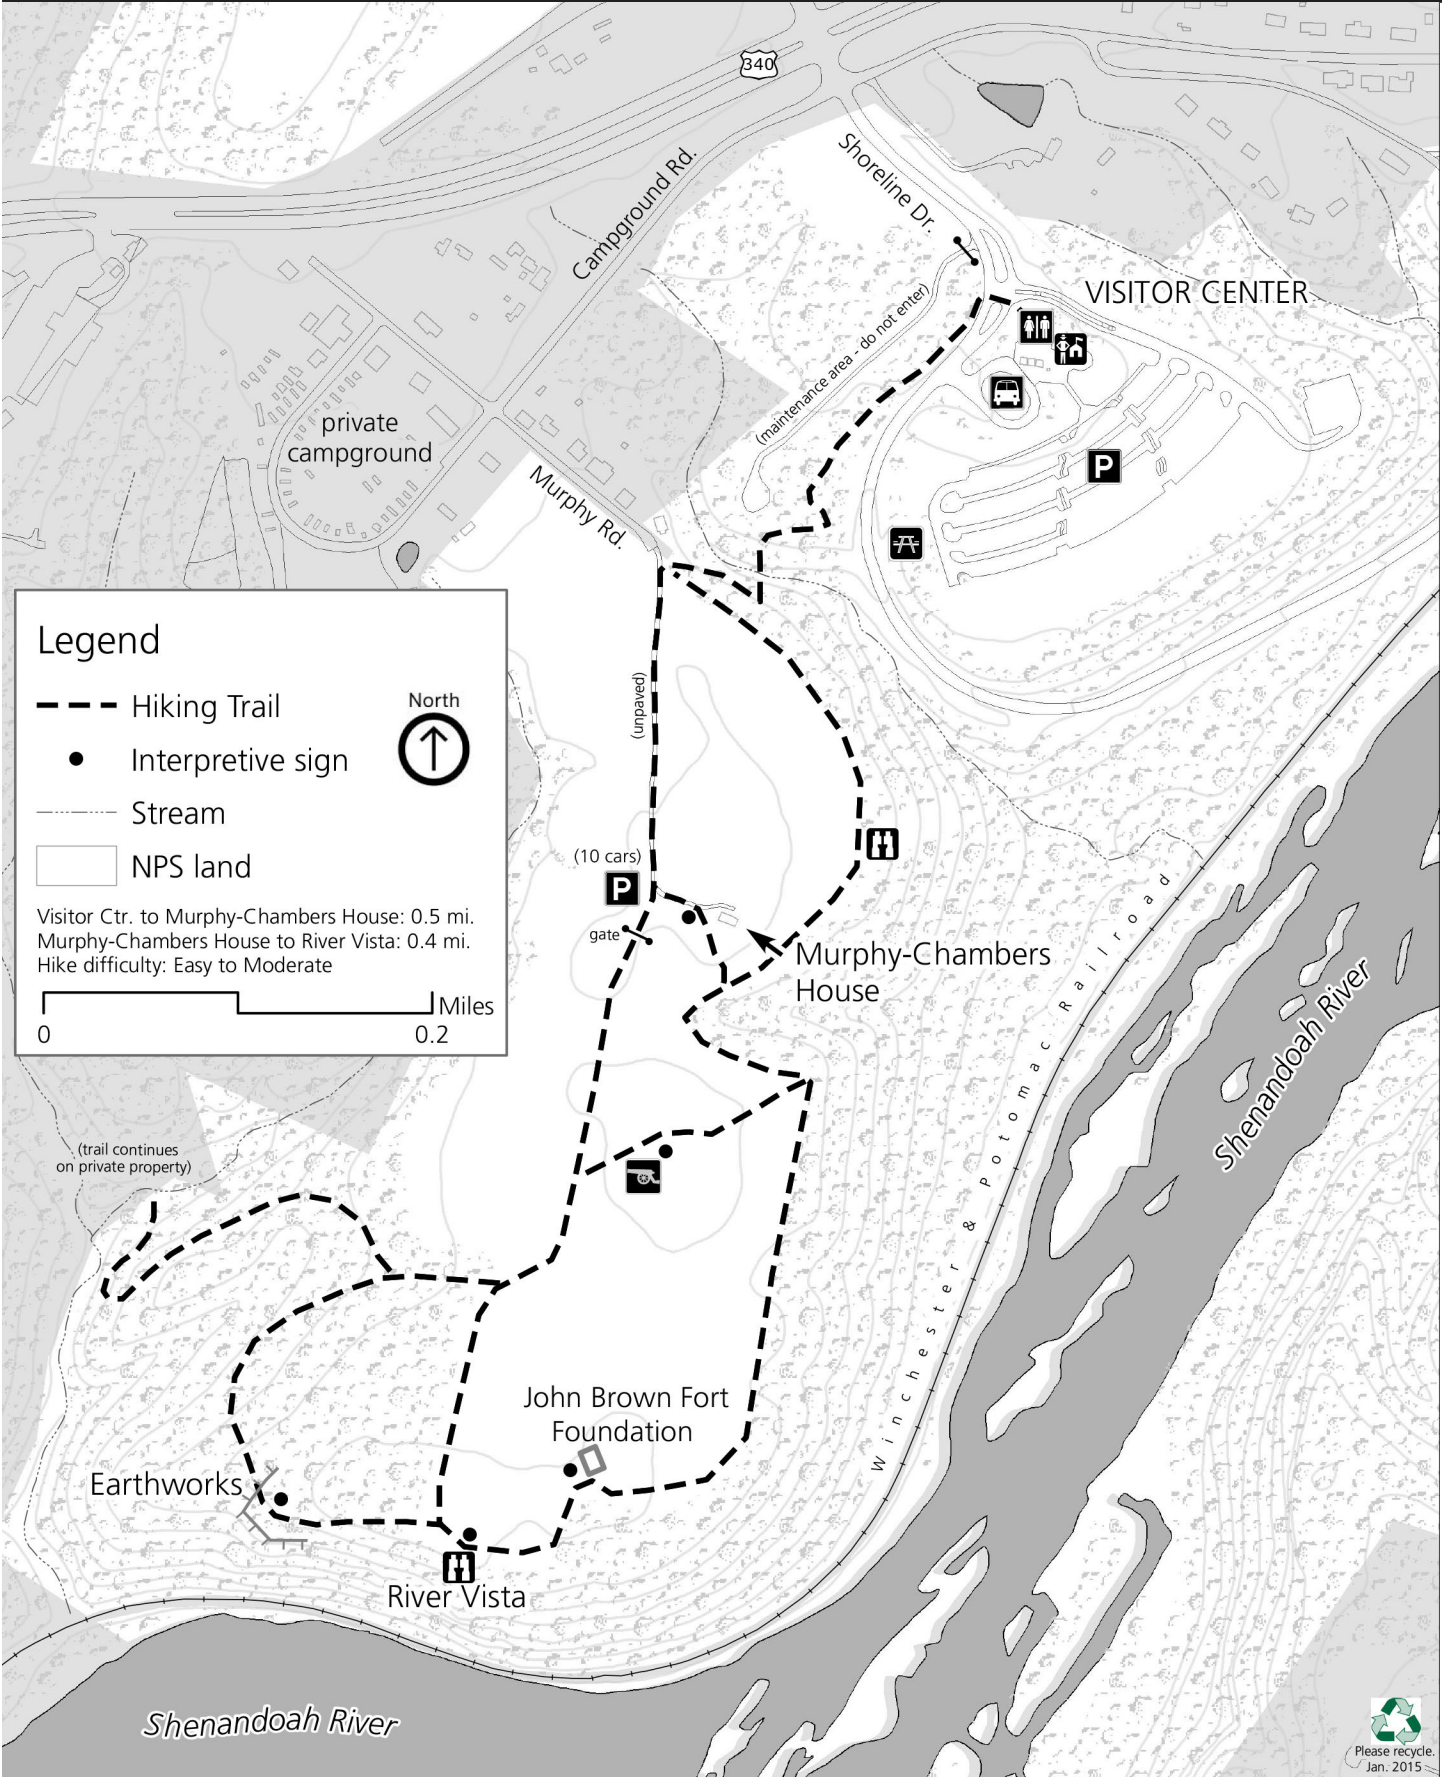 340
Campground Rd.
Shoreline Dr.
VISITOR CENTER
(maintenance area - do not enter)
private
campground
P
Murphy Rd.
Legend
Hiking Trail
North
Interpretive sign
Stream
NPS land
Visitor Ctr. to Murphy-Chambers House: 0.5 mi.
Murphy-Chambers House to River Vista: 0.4 mi.
Hike difficulty: Easy to Moderate
Miles
0 0.2
(unpaved)
(10 cars)
P
gate
Murphy-Chambers
House
Winchester & Potomac Railroad
Shenandoah River
(trail continues
on private property)
John Brown Fort
Foundation
Earthworks
River Vista
Shenandoah River
Please recycle.
Jan. 2015